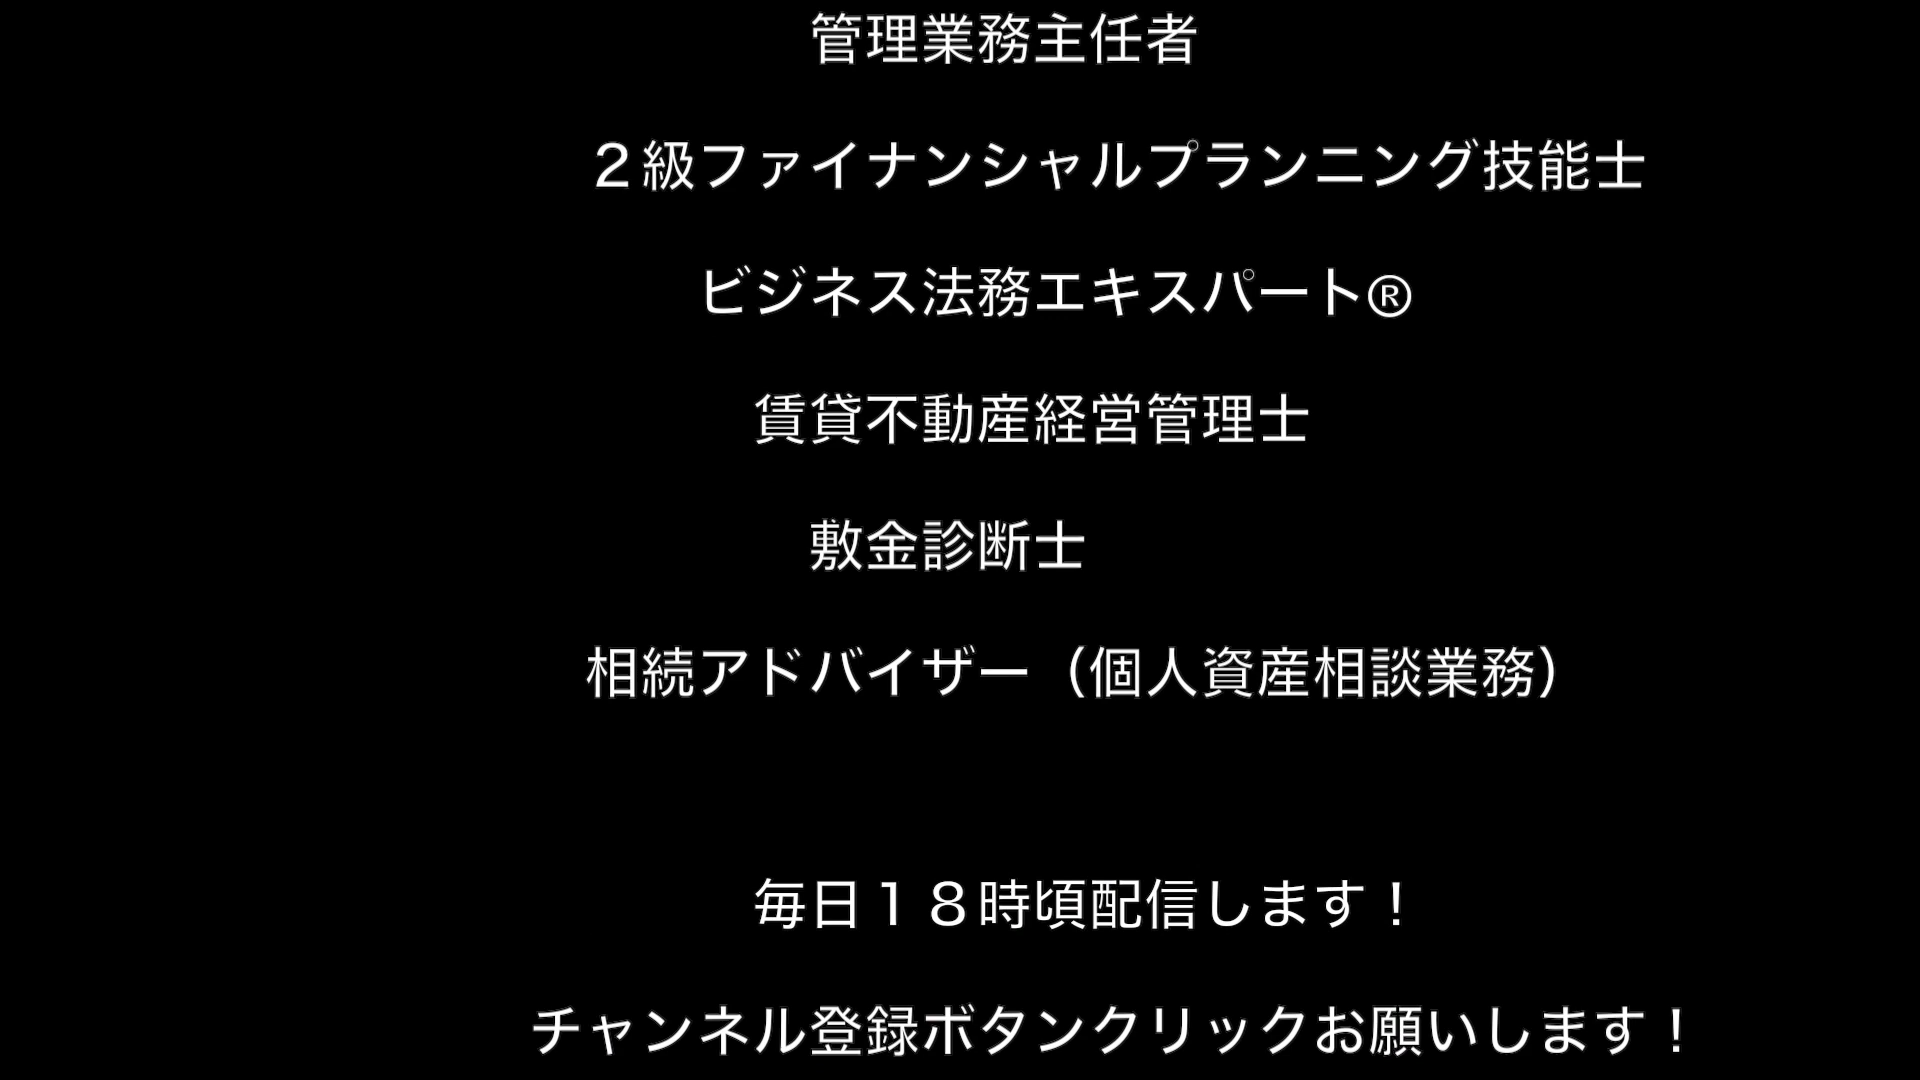 管理業務主任者
２級ファイナンシャルプランニング技能士
ビジネス法務エキスパート®
賃貸不動産経営管理士
敷金診断士
相続アドバイザー（個人資産相談業務）
毎日１８時頃配信します！
チャンネル登録ボタンクリックお願いします！